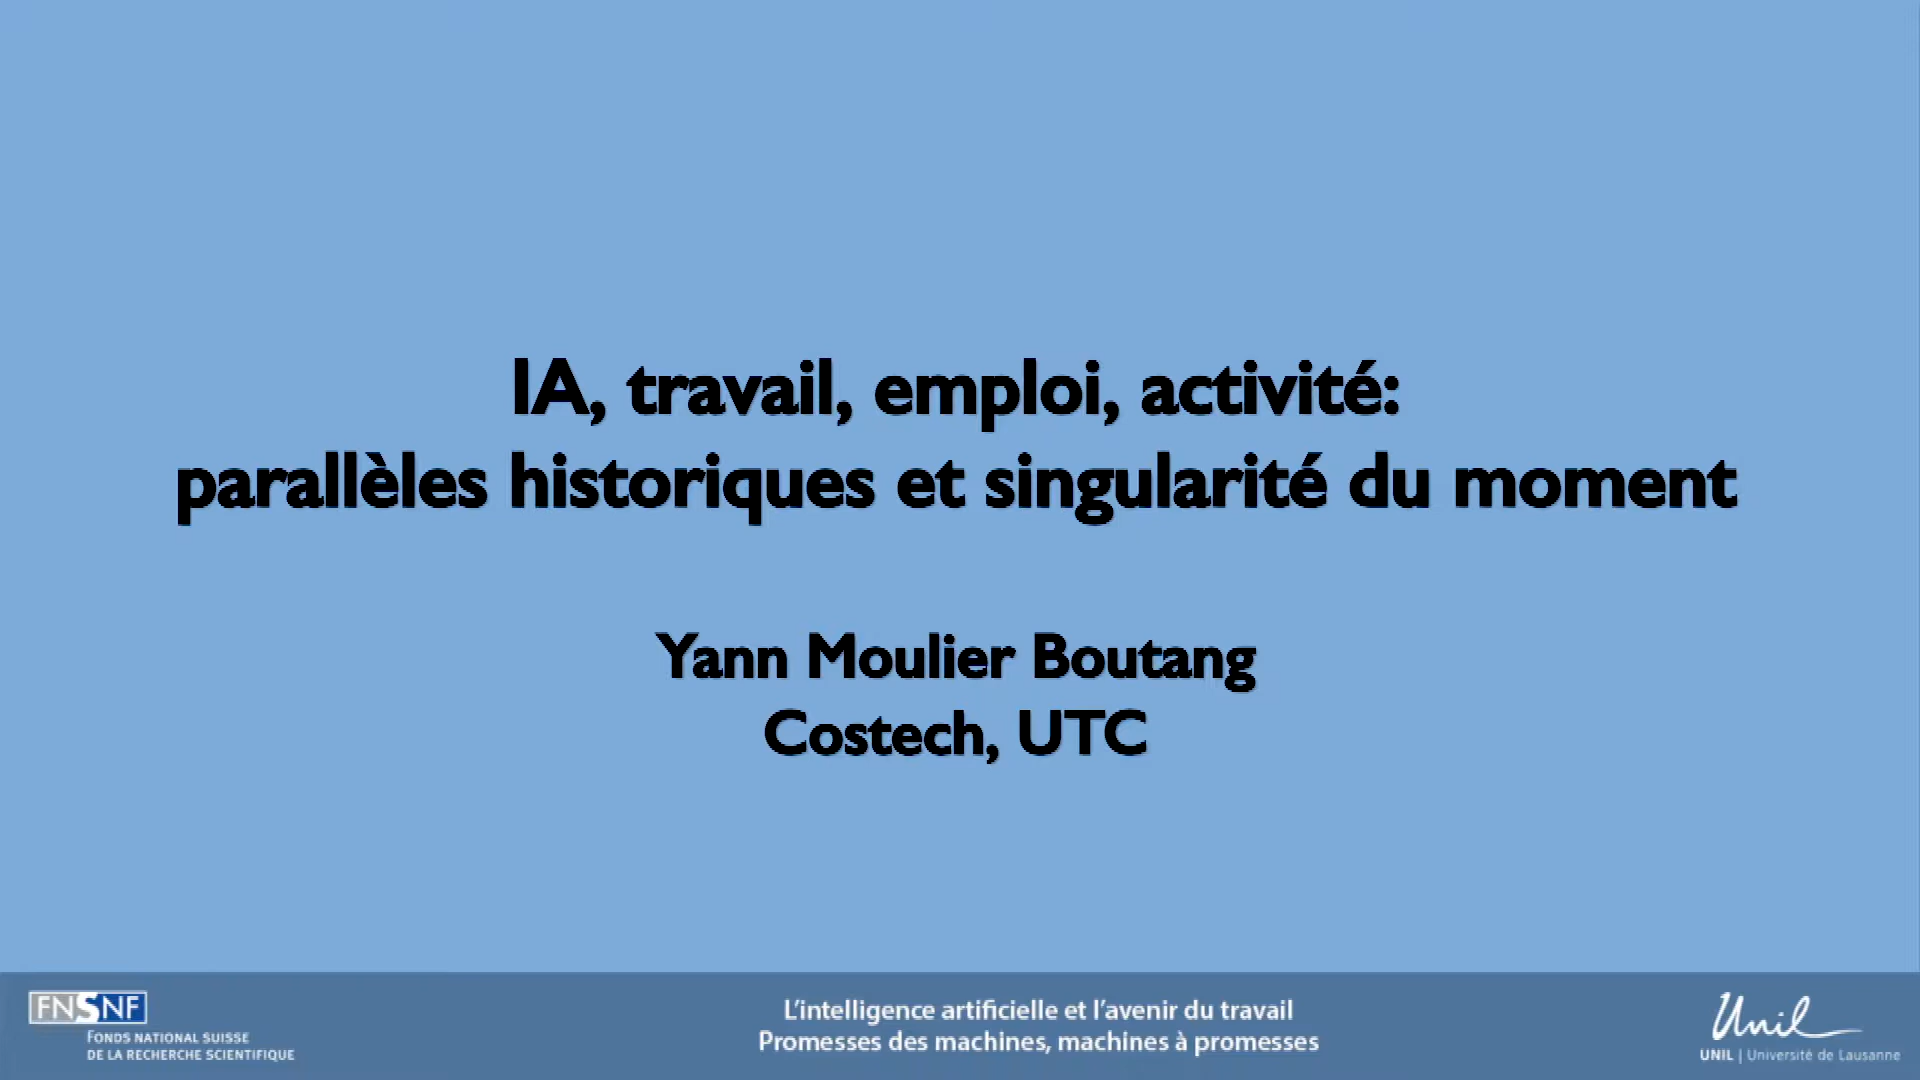 IA, travail, emploi, activité:
parallèles historiques et singularité du moment
Yann Moulier Boutang
Costech, UTC
FNSNF
FONDS NATIONAL SUISSE
DE LA RECHERCHE SCIENTIFIQUE
L'intelligence artificielle et l'avenir du travail
Promesses des machines, machines à promesses
Unil
UNIL | Université de Lausanne